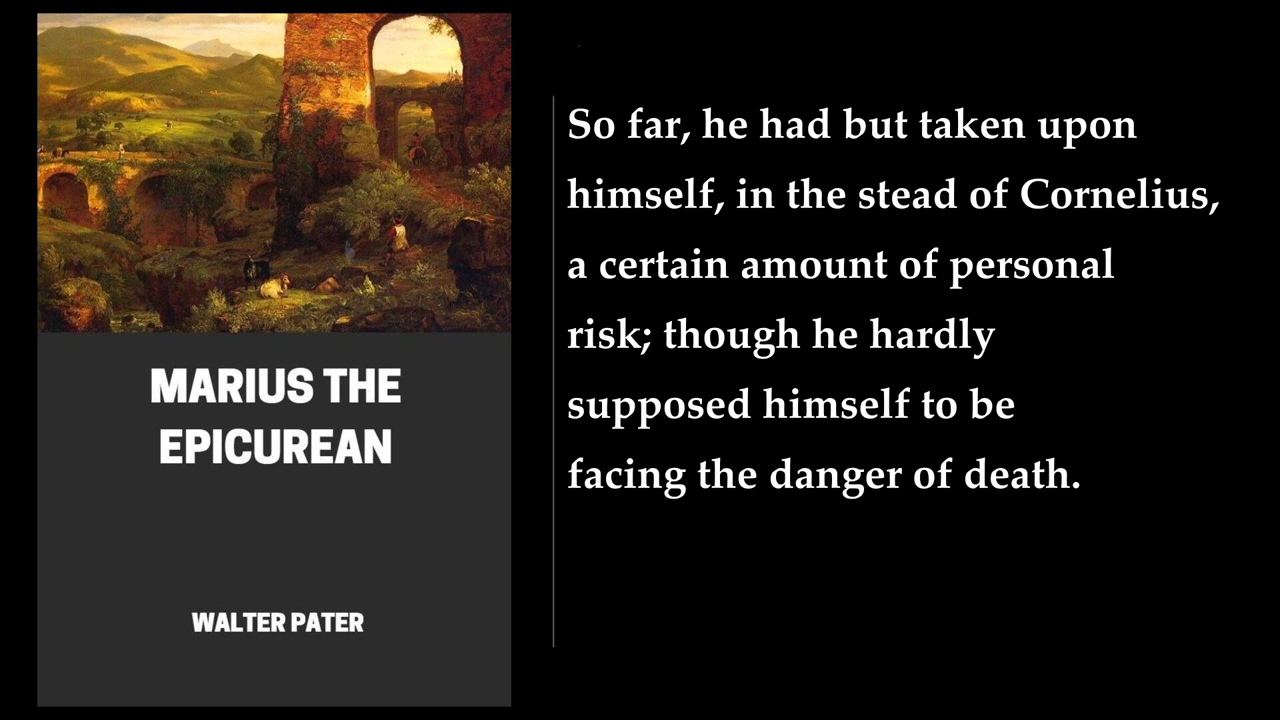 MARIUS THE
EPICUREAN
WALTER PATER
So far, he had but taken upon
himself, in the stead of Cornelius,
a certain amount of personal
risk; though he hardly
supposed himself to be
facing the danger of death.